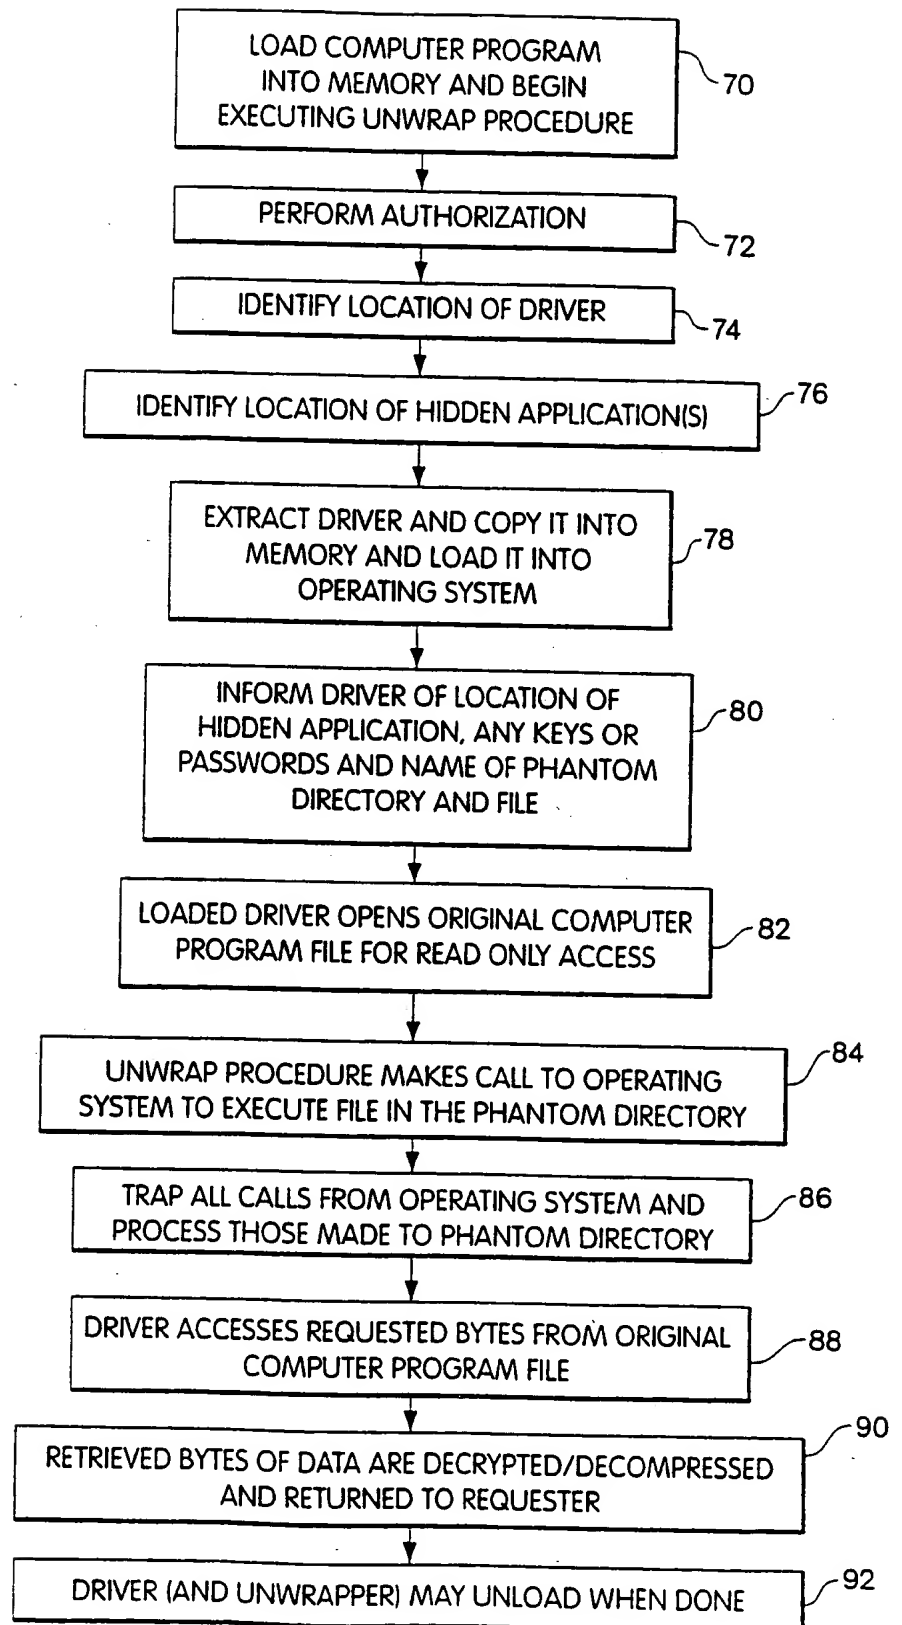 LOAD COMPUTER PROGRAM
INTO MEMORY AND BEGIN
EXECUTING UNWRAP PROCEDURE
70
PERFORM AUTHORIZATION
72
IDENTIFY LOCATION OF DRIVER
74
IDENTIFY LOCATION OF HIDDEN APPLICATION(S)
76
EXTRACT DRIVER AND COPY IT INTO
MEMORY AND LOAD IT INTO
OPERATING SYSTEM
78
INFORM DRIVER OF LOCATION OF
HIDDEN APPLICATION, ANY KEYS OR
PASSWORDS AND NAME OF PHANTOM
DIRECTORY AND FILE
80
LOADED DRIVER OPENS ORIGINAL COMPUTER
PROGRAM FILE FOR READ ONLY ACCESS
82
UNWRAP PROCEDURE MAKES CALL TO OPERATING
SYSTEM TO EXECUTE FILE IN THE PHANTOM DIRECTORY
84
TRAP ALL CALLS FROM OPERATING SYSTEM AND
PROCESS THOSE MADE TO PHANTOM DIRECTORY
86
DRIVER ACCESSES REQUESTED BYTES FROM ORIGINAL
COMPUTER PROGRAM FILE
88
RETRIEVED BYTES OF DATA ARE DECRYPTED/DECOMPRESSED
AND RETURNED TO REQUESTER
90
DRIVER (AND UNWRAPPER) MAY UNLOAD WHEN DONE
92